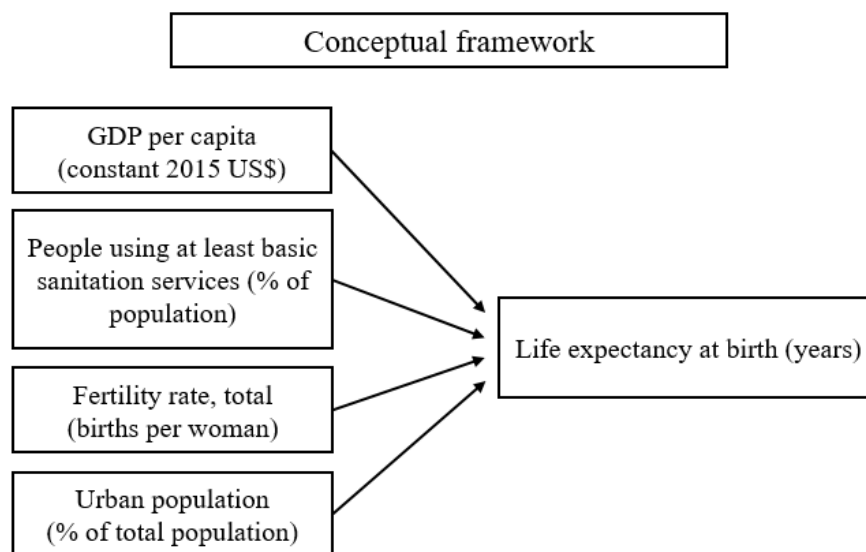 Conceptual framework
GDP per capita
(constant 2015 US$)
People using at least basic
sanitation services (% of
population)
Fertility rate, total
(births per woman)
Urban population
(% of total population)
Life expectancy at birth (years)